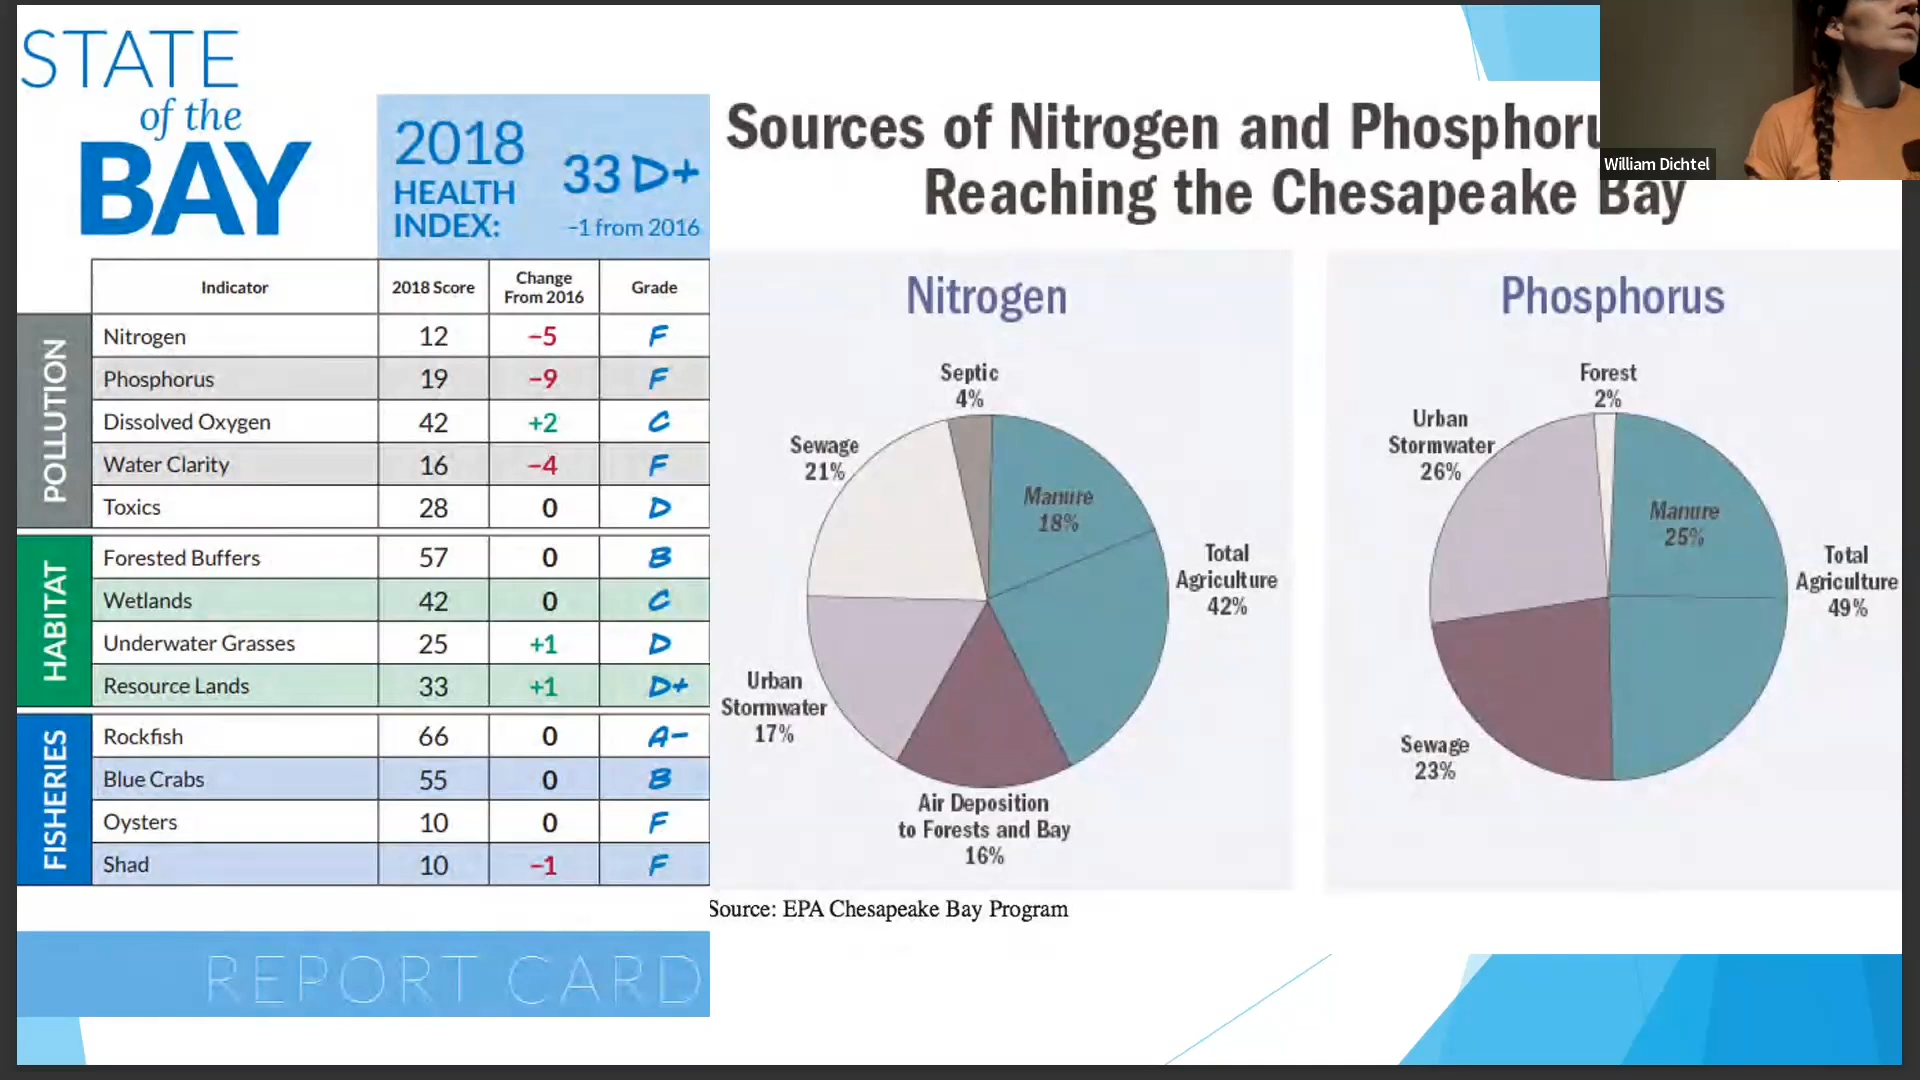 STATE
of the
BAY
2018
HEALTH
INDEX:
33 D+
−1 from 2016
Indicator 2018 Score Change From 2016 Grade
POLLUTION
Nitrogen 12 −5 F
Phosphorus 19 −9 F
Dissolved Oxygen 42 +2 C
Water Clarity 16 −4 F
Toxics 28 0 D
HABITAT
Forested Buffers 57 0 B
Wetlands 42 0 C
Underwater Grasses 25 +1 D
Resource Lands 33 +1 D+
FISHERIES
Rockfish 66 0 A−
Blue Crabs 55 0 B
Oysters 10 0 F
Shad 10 −1 F
REPORT CARD
Sources of Nitrogen and Phosphoru
Reaching the Chesapeake Bay
William Dichtel
Nitrogen
Septic
4%
Sewage
21%
Manure
18%
Total
Agriculture
42%
Urban
Stormwater
17%
Air Deposition
to Forests and Bay
16%
Phosphorus
Forest
2%
Urban
Stormwater
26%
Manure
25%
Total
Agriculture
49%
Sewage
23%
Source: EPA Chesapeake Bay Program